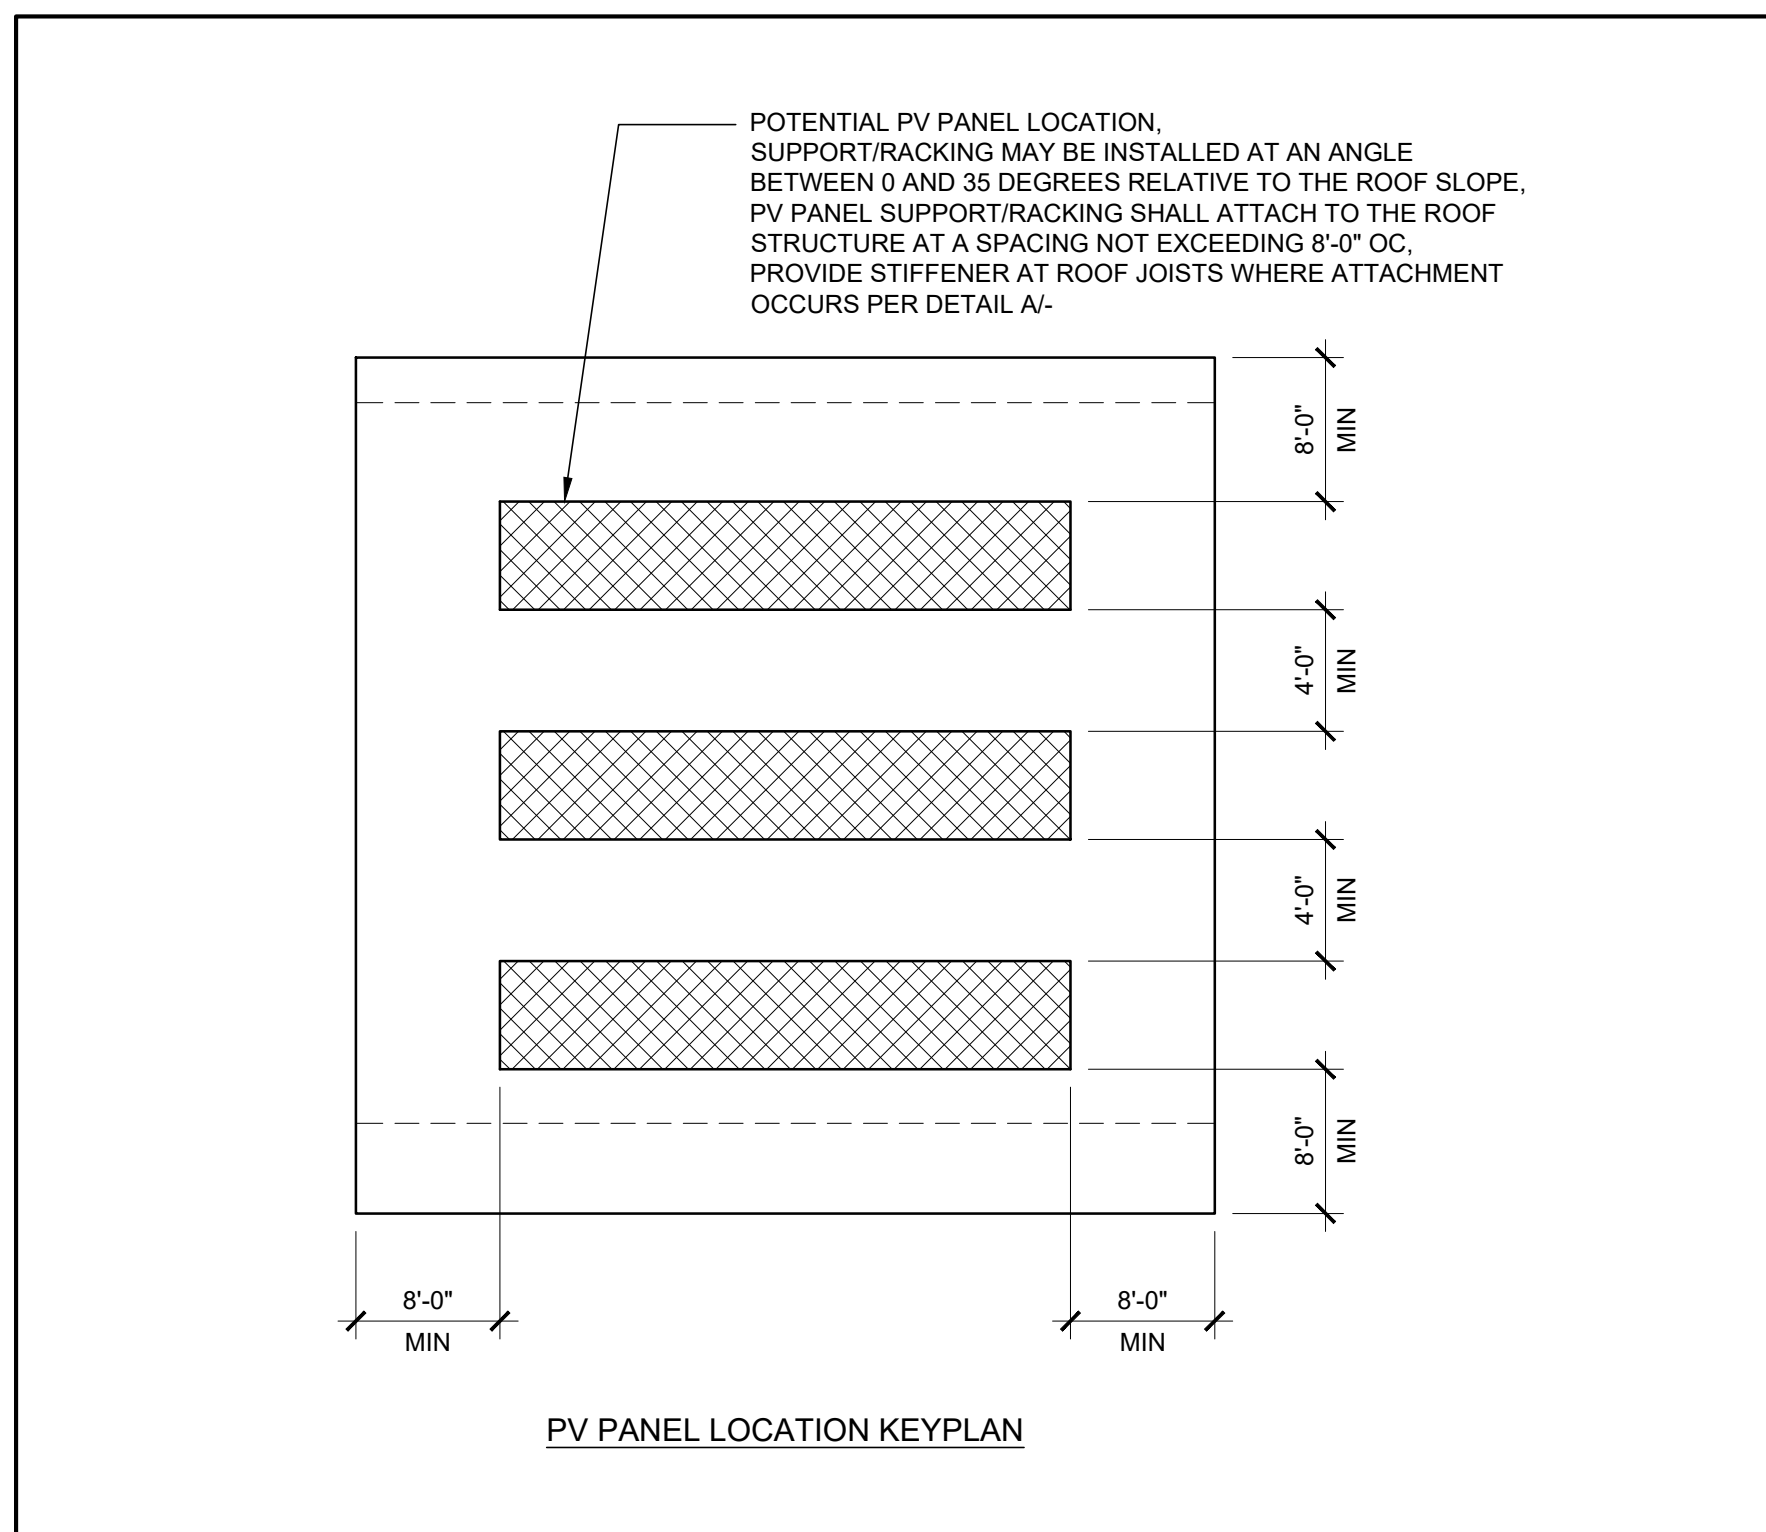 POTENTIAL PV PANEL LOCATION,
SUPPORT/RACKING MAY BE INSTALLED AT AN ANGLE
BETWEEN 0 AND 35 DEGREES RELATIVE TO THE ROOF SLOPE,
PV PANEL SUPPORT/RACKING SHALL ATTACH TO THE ROOF
STRUCTURE AT A SPACING NOT EXCEEDING 8'-0" OC,
PROVIDE STIFFENER AT ROOF JOISTS WHERE ATTACHMENT
OCCURS PER DETAIL A/-
8'-0"
MIN
4'-0"
MIN
4'-0"
MIN
8'-0"
MIN
8'-0"
MIN
8'-0"
MIN
PV PANEL LOCATION KEYPLAN